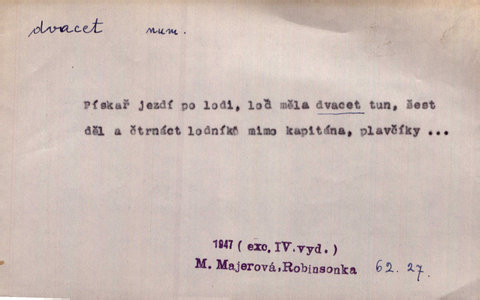 dvacet num.
Pískař jezdí po lodi, loď měla dvacet tun, šest
děl a čtrnáct lodníků mimo kapitána, plavčíky ...
1947 ( exc. IV. vyd. )
M. Majerová, Robinsonka 62. 27.